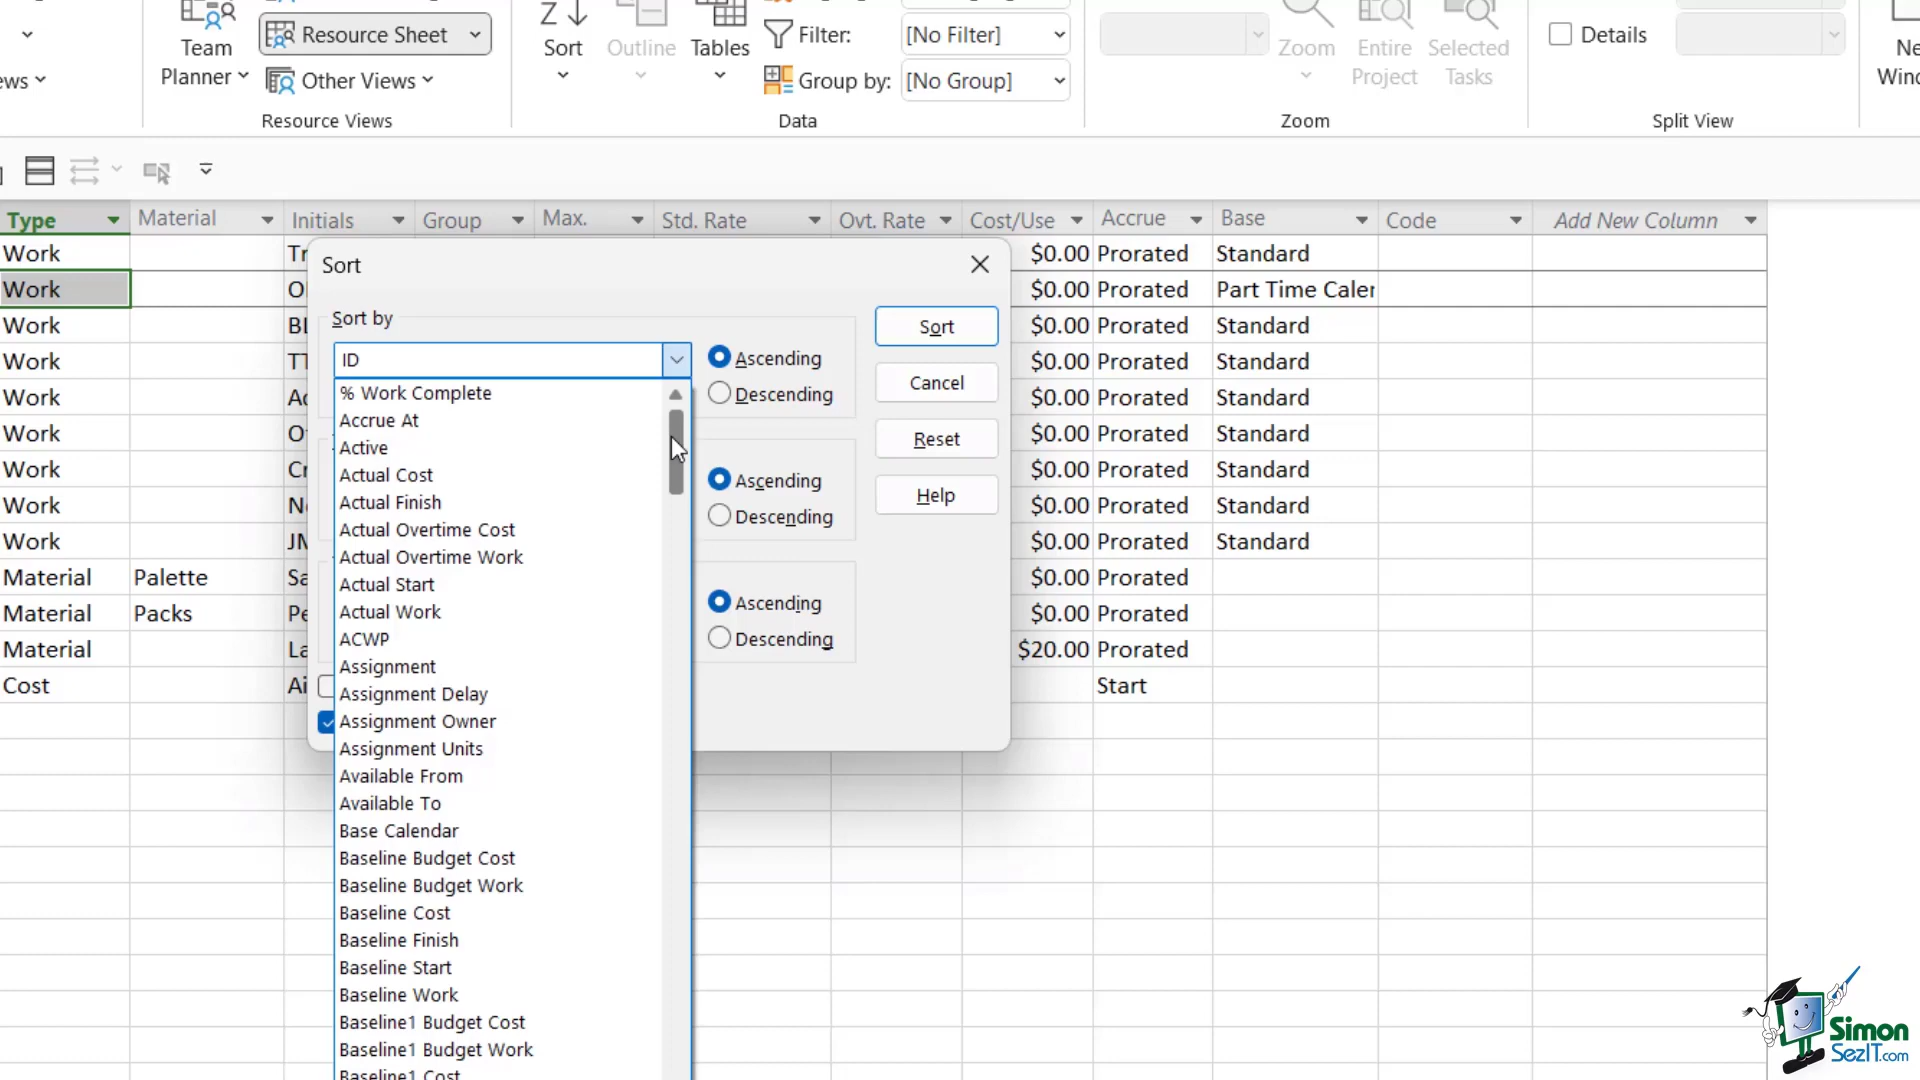 Team
Planner
Resource Sheet
Other Views
Resource Views
Sort
Outline
Tables
Filter: [No Filter]
Group by: [No Group]
Data
Zoom
Entire
Project
Selected
Tasks
Zoom
Details
Split View
Type Material Initials Group Max. Std. Rate Ovt. Rate Cost/Use Accrue Base Code Add New Column
Work $0.00 Prorated Standard
Work $0.00 Prorated Part Time Caler
Work $0.00 Prorated Standard
Work $0.00 Prorated Standard
Work $0.00 Prorated Standard
Work $0.00 Prorated Standard
Work $0.00 Prorated Standard
Work $0.00 Prorated Standard
Work JM $0.00 Prorated Standard
Material Palette $0.00 Prorated
Material Packs $0.00 Prorated
Material $20.00 Prorated
Cost Start
Sort
Sort by
ID
Ascending
Descending
Ascending
Descending
Ascending
Descending
Sort
Cancel
Reset
Help
% Work Complete
Accrue At
Active
Actual Cost
Actual Finish
Actual Overtime Cost
Actual Overtime Work
Actual Start
Actual Work
ACWP
Assignment
Assignment Delay
Assignment Owner
Assignment Units
Available From
Available To
Base Calendar
Baseline Budget Cost
Baseline Budget Work
Baseline Cost
Baseline Finish
Baseline Start
Baseline Work
Baseline1 Budget Cost
Baseline1 Budget Work
Baseline1 Cost
Simon
SezIT.com